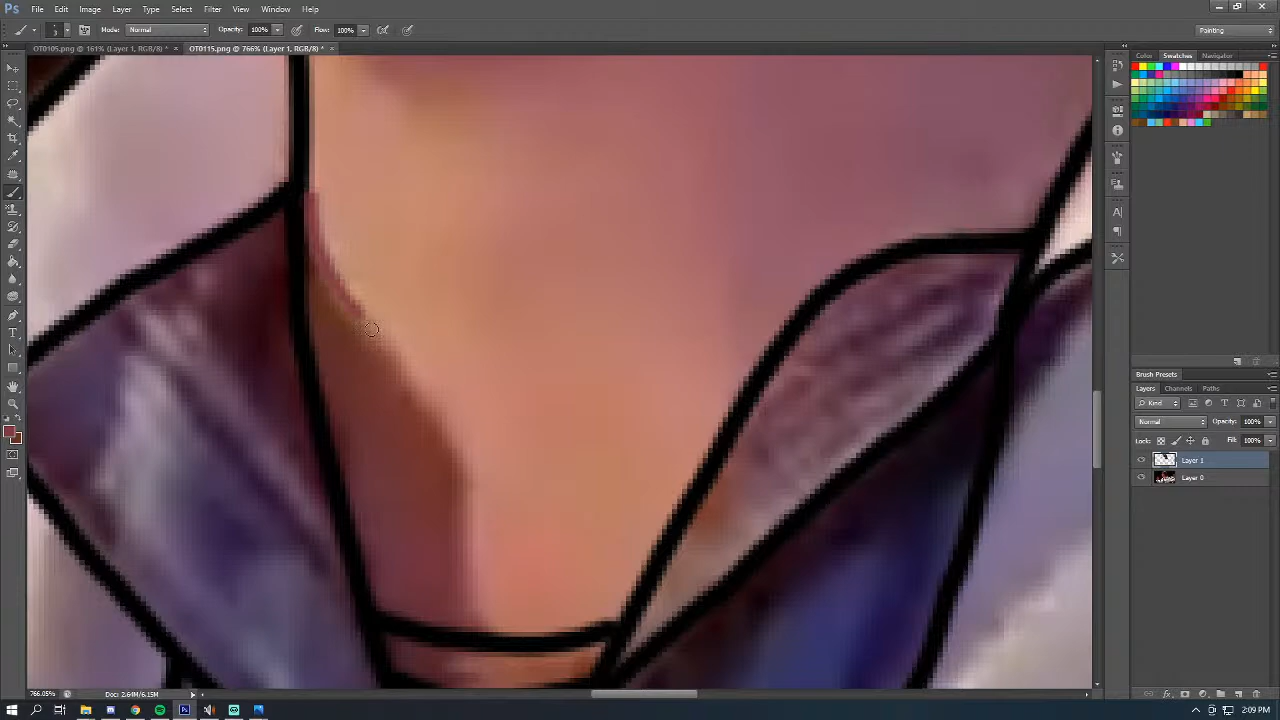 Ps File Edit Image Layer Type Select Filter View Window Help
Mode: Normal Opacity: 100% Flow: 100% Painting
OT0105.png @ 161% (Layer 1, RGB/8) * × OT0115.png @ 766% (Layer 1, RGB/8) * ×
Color Swatches Navigator
Brush Presets
Layers Channels Paths
Kind
Normal Opacity: 100%
Lock: Fill: 100%
Layer 1
Layer 0
766.05% Doc: 2.64M/6.15M
2:09 PM